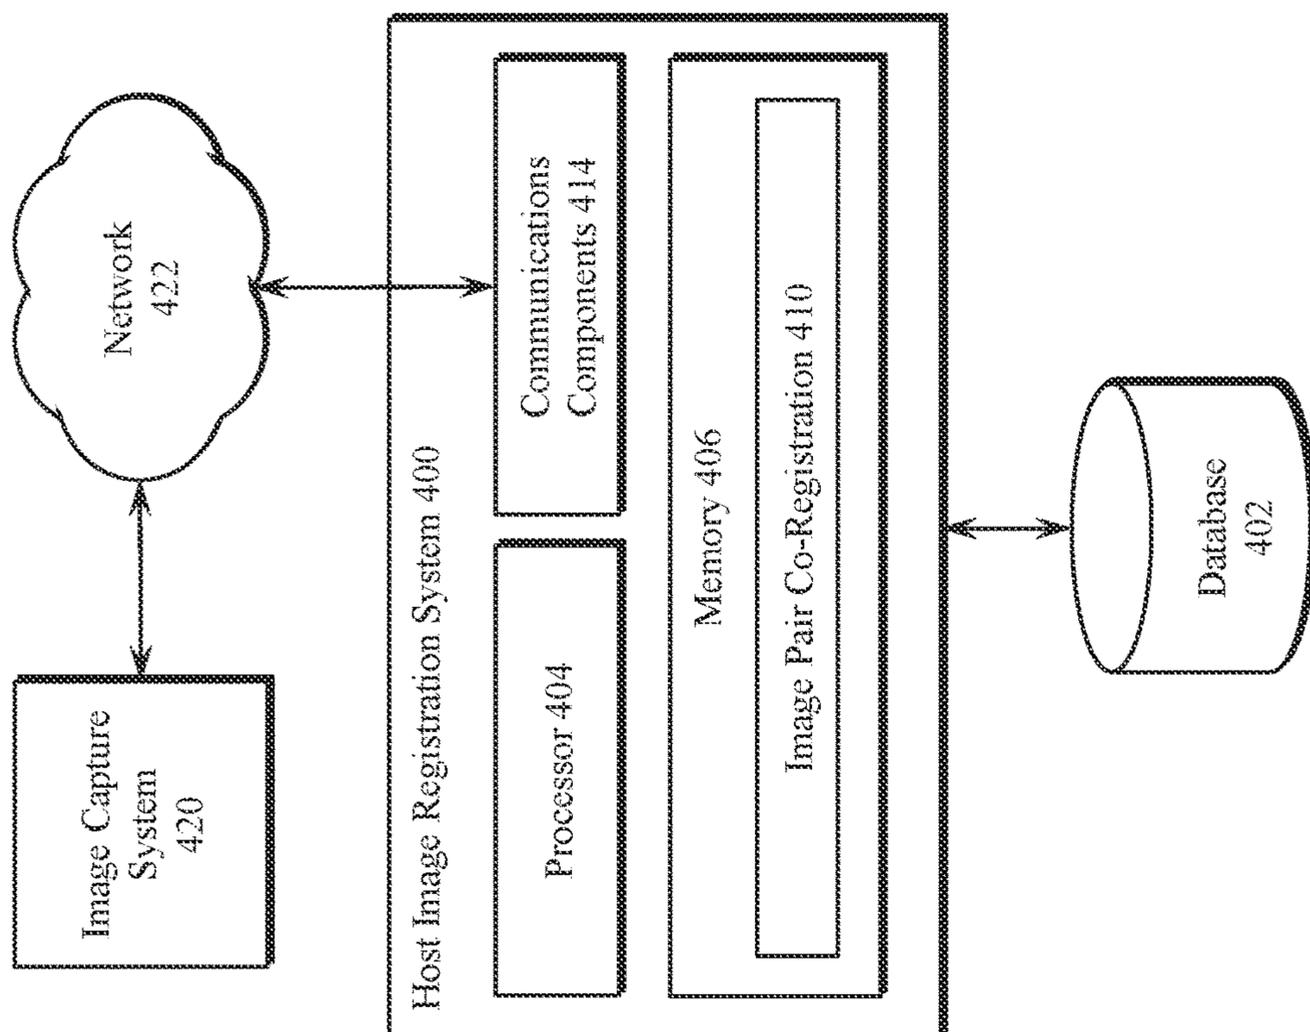 Image Capture
System
420
Network
422
Host Image Registration System 400
Processor 404
Communications
Components 414
Memory 406
Image Pair Co-Registration 410
Database
402